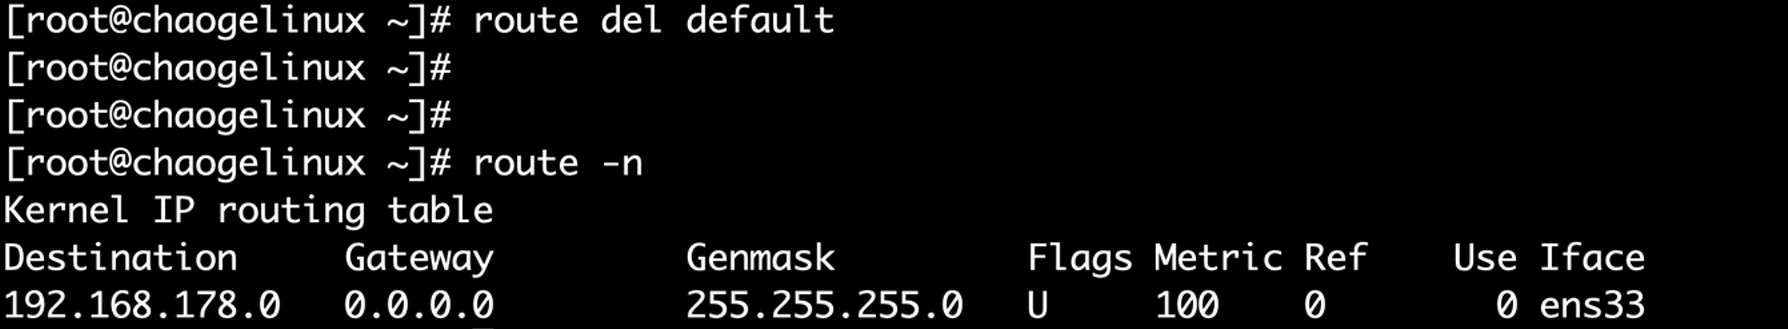 [root@chaogelinux ~]# route del default
[root@chaogelinux ~]#
[root@chaogelinux ~]#
[root@chaogelinux ~]# route -n
Kernel IP routing table
Destination     Gateway         Genmask         Flags Metric Ref    Use Iface
192.168.178.0   0.0.0.0         255.255.255.0   U     100    0        0 ens33